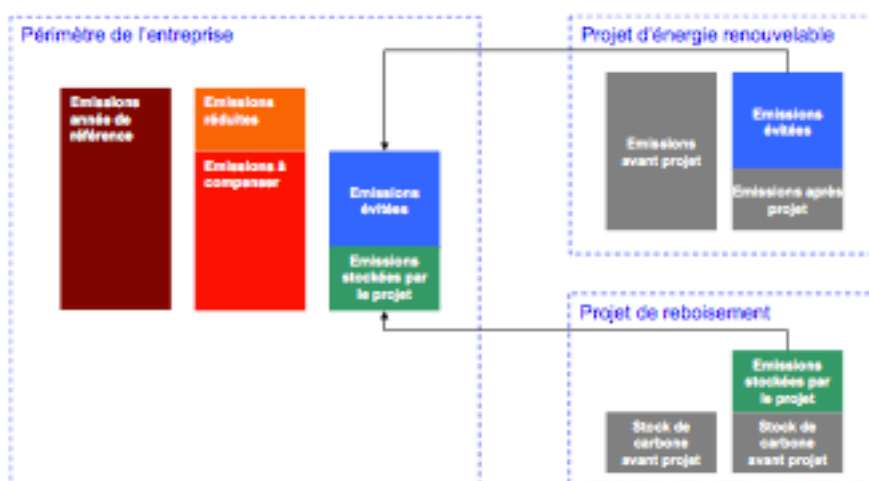 Périmètre de l'entreprise
Emissions
année de
référence
Emissions
réduites
Emissions à
compenser
Emissions
évitées
Emissions
stockées par
le projet
Projet d'énergie renouvelable
Emissions
avant projet
Emissions
évitées
Emissions après
projet
Projet de reboisement
Emissions
stockées par
le projet
Stock de
carbone
avant projet
Stock de
carbone
avant projet